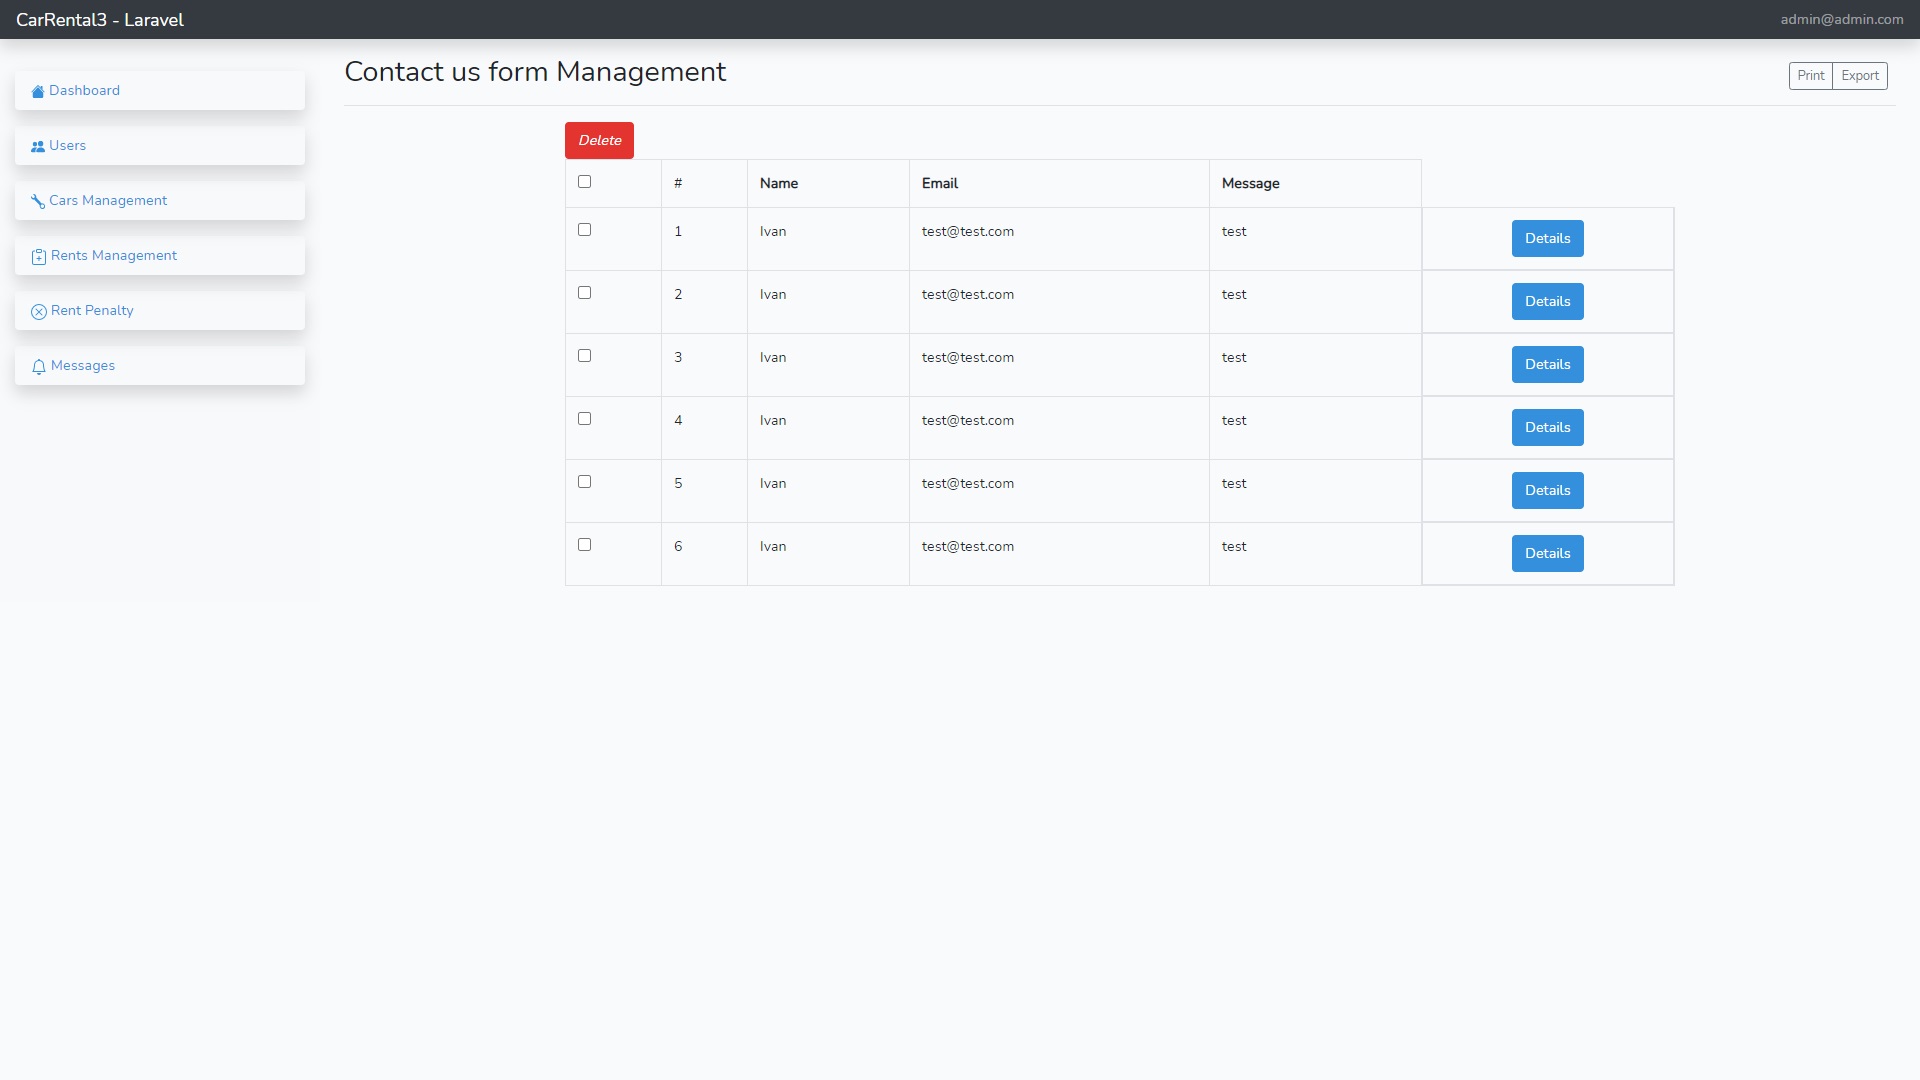 CarRental3 - Laravel
admin@admin.com
Dashboard
Users
Cars Management
Rents Management
Rent Penalty
Messages
Contact us form Management
Print Export
Delete
# Name Email Message
1 Ivan test@test.com test Details
2 Ivan test@test.com test Details
3 Ivan test@test.com test Details
4 Ivan test@test.com test Details
5 Ivan test@test.com test Details
6 Ivan test@test.com test Details